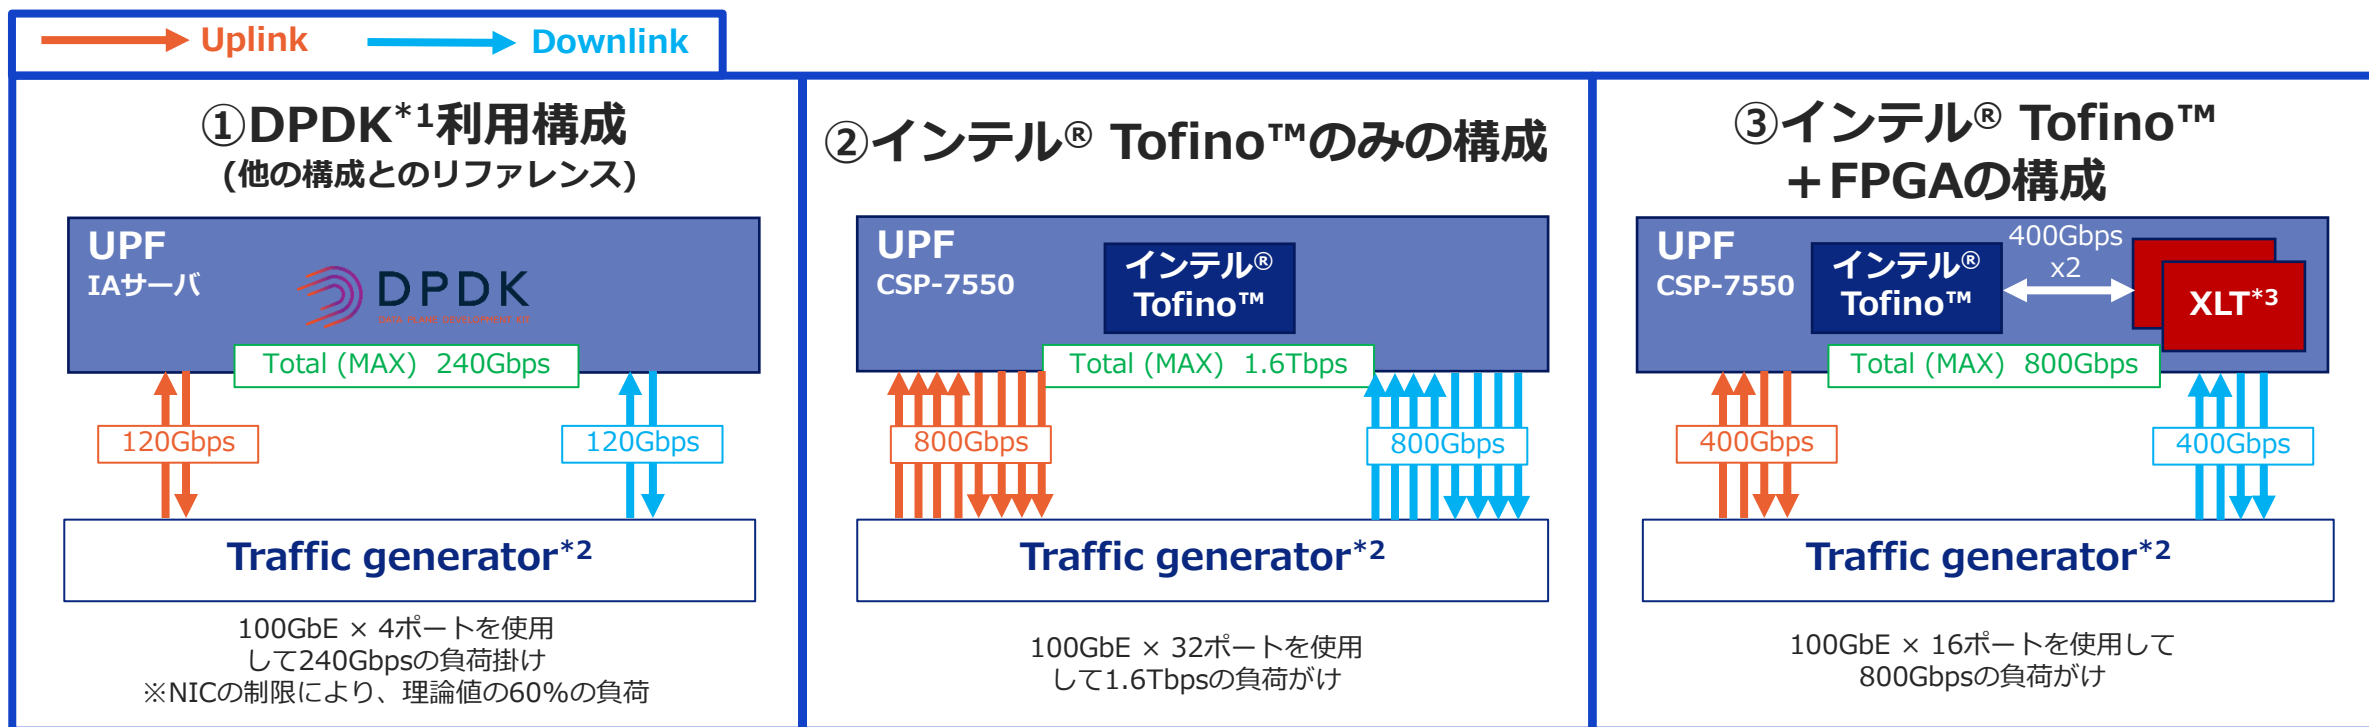 Uplink
Downlink
①DPDK*1利用構成
(他の構成とのリファレンス)
UPF
IAサーバ
DPDK
Total (MAX) 240Gbps
120Gbps
120Gbps
Traffic generator*2
100GbE × 4ポートを使用
して240Gbpsの負荷掛け
※NICの制限により、理論値の60%の負荷
②インテル® Tofino™のみの構成
UPF
CSP-7550
インテル®
Tofino™
Total (MAX) 1.6Tbps
800Gbps
800Gbps
Traffic generator*2
100GbE × 32ポートを使用
して1.6Tbpsの負荷がけ
③インテル® Tofino™
＋FPGAの構成
UPF
CSP-7550
インテル®
Tofino™
400Gbps
x2
XLT*3
Total (MAX) 800Gbps
400Gbps
400Gbps
Traffic generator*2
100GbE × 16ポートを使用して
800Gbpsの負荷がけ